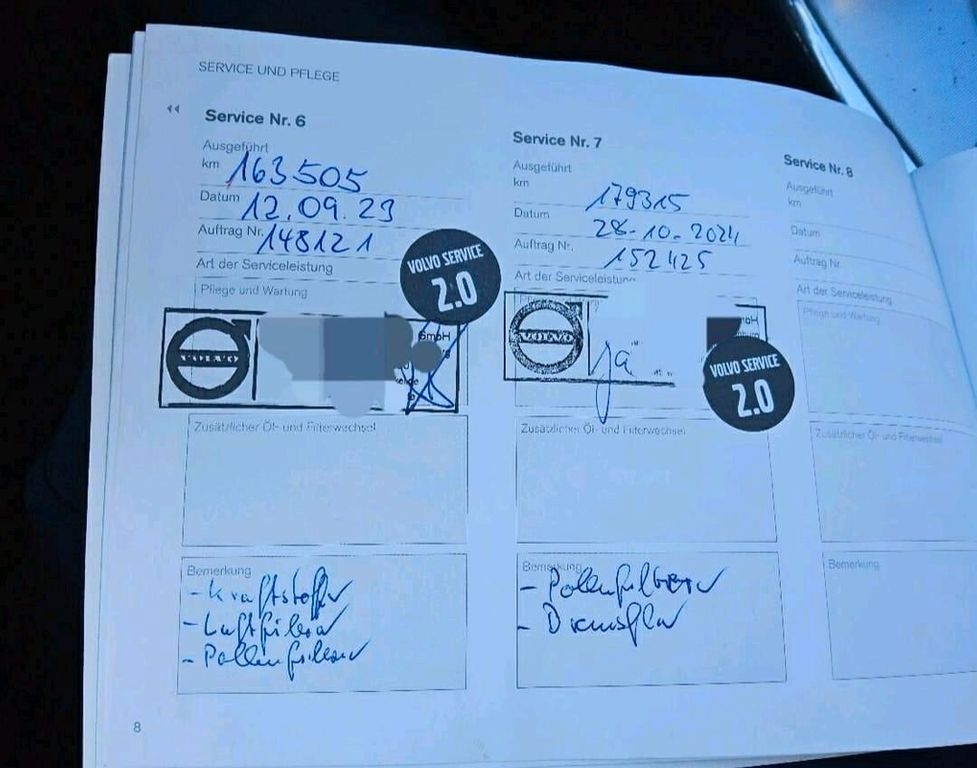 SERVICE UND PFLEGE
Service Nr. 6
Ausgeführt
km 163505
Datum 12.09.23
Auftrag Nr. 148121
Art der Serviceleistung
Pflege und Wartung
VOLVO SERVICE
2.0
VOLVO
GmbH
Zusätzlicher Öl- und Filterwechsel
Bemerkung
- Kraftstoff
- Luftfilter
- Pollenfilter
Service Nr. 7
Ausgeführt
km 179315
Datum 28.10.2024
Auftrag Nr. 152425
Art der Serviceleistung
VOLVO
VOLVO SERVICE
2.0
Zusätzlicher Öl- und Filterwechsel
Bemerkung
- Pollenfilter
- Bremsfl
Service Nr. 8
Ausgeführt
km
Datum
Auftrag Nr.
Art der Serviceleistung
Pflege und Wartung
Zusätzlicher Öl- und Filterwechsel
Bemerkung
8